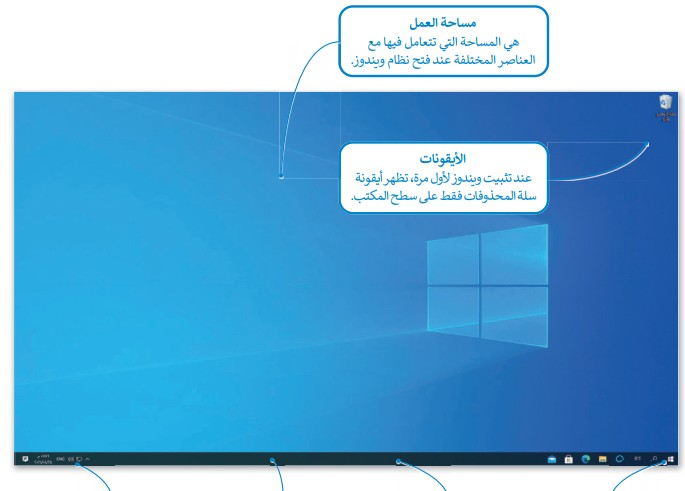 مساحة العمل
هي المساحة التي تتعامل فيها مع
العناصر المختلفة عند فتح نظام ويندوز.
الأيقونات
عند تثبيت ويندوز لأول مرة، تظهر أيقونة
سلة المحذوفات فقط على سطح المكتب.
ENG